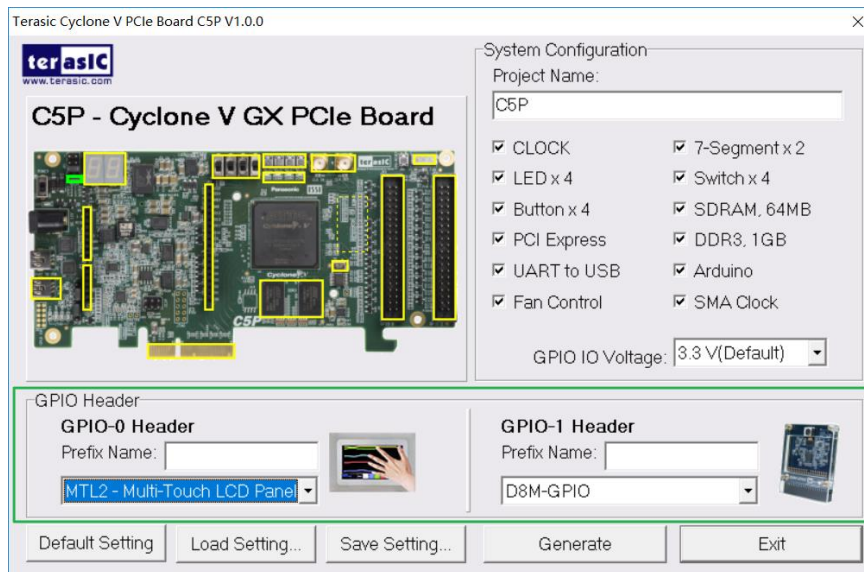 Terasic Cyclone V PCIe Board C5P V1.0.0
terasIC
www.terasic.com
C5P - Cyclone V GX PCIe Board
terasIC
Panasonic
Cyclone V
C5P
System Configuration
Project Name:
C5P
CLOCK
7-Segment x 2
LED x 4
Switch x 4
Button x 4
SDRAM, 64MB
PCI Express
DDR3, 1GB
UART to USB
Arduino
Fan Control
SMA Clock
GPIO IO Voltage:
3.3 V(Default)
GPIO Header
GPIO-0 Header
Prefix Name:
MTL2 - Multi-Touch LCD Panel
GPIO-1 Header
Prefix Name:
D8M-GPIO
Default Setting
Load Setting...
Save Setting...
Generate
Exit